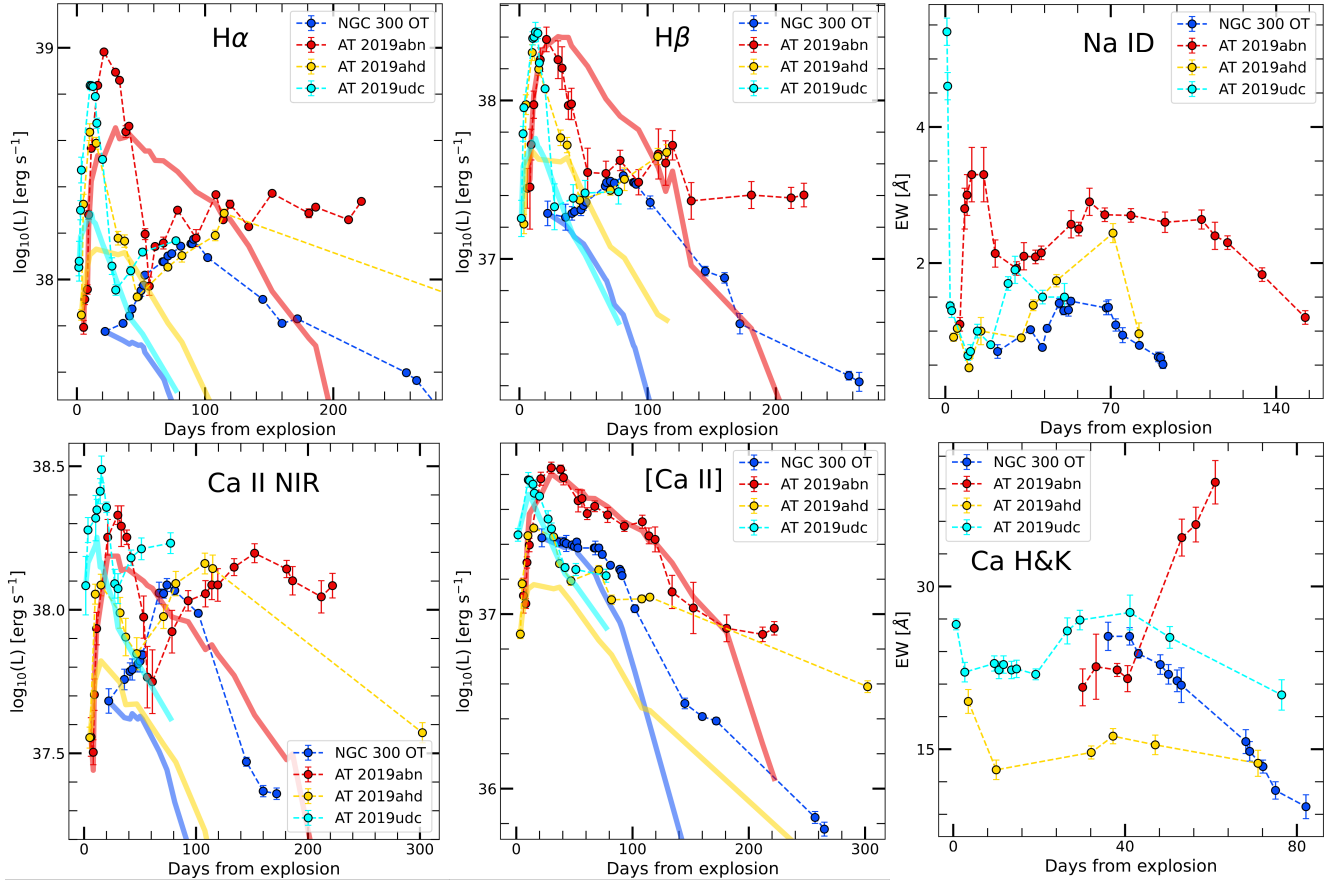 Hα
NGC 300 OT
AT 2019abn
AT 2019ahd
AT 2019udc
log₁₀(L) [erg s⁻¹]
39
38
0 100 200
Days from explosion
Hβ
NGC 300 OT
AT 2019abn
AT 2019ahd
AT 2019udc
log₁₀(L) [erg s⁻¹]
38
37
0 100 200
Days from explosion
Na ID
NGC 300 OT
AT 2019abn
AT 2019ahd
AT 2019udc
EW [Å]
4
2
0 70 140
Days from explosion
Ca II NIR
NGC 300 OT
AT 2019abn
AT 2019ahd
AT 2019udc
log₁₀(L) [erg s⁻¹]
38.5
38.0
37.5
0 100 200 300
Days from explosion
[Ca II]
NGC 300 OT
AT 2019abn
AT 2019ahd
AT 2019udc
log₁₀(L) [erg s⁻¹]
37
36
0 100 200 300
Days from explosion
NGC 300 OT
AT 2019abn
AT 2019ahd
AT 2019udc
Ca H&K
EW [Å]
30
15
0 40 80
Days from explosion